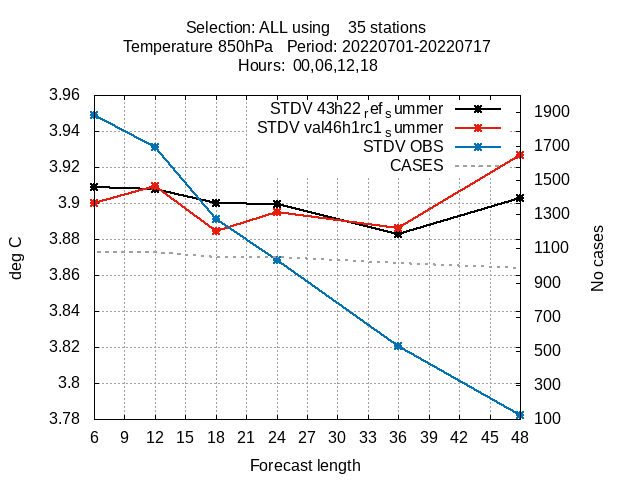 Selection: ALL using    35 stations
Temperature 850hPa   Period: 20220701-20220717
Hours:  00,06,12,18
STDV 43h22refsummer
STDV val46h1rc1summer
STDV OBS
CASES
3.96
3.94
3.92
3.9
3.88
3.86
3.84
3.82
3.8
3.78
deg C
1900
1700
1500
1300
1100
900
700
500
300
100
No cases
6 9 12 15 18 21 24 27 30 33 36 39 42 45 48
Forecast length